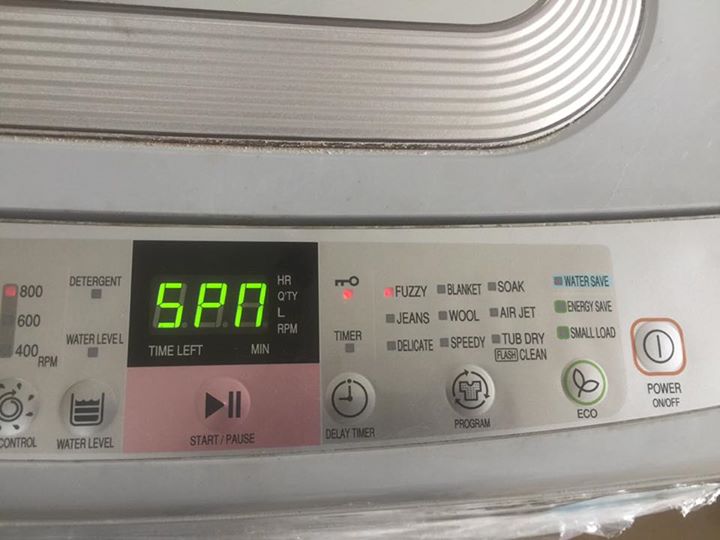 800
600
400 RPM
CONTROL
DETERGENT
WATER LEVEL
WATER LEVEL
5PN
HR
Q'TY
L
RPM
TIME LEFT MIN
START / PAUSE
TIMER
DELAY TIMER
FUZZY BLANKET SOAK
JEANS WOOL AIR JET
DELICATE SPEEDY TUB DRY
FLASH CLEAN
PROGRAM
WATER SAVE
ENERGY SAVE
SMALL LOAD
ECO
POWER
ON/OFF